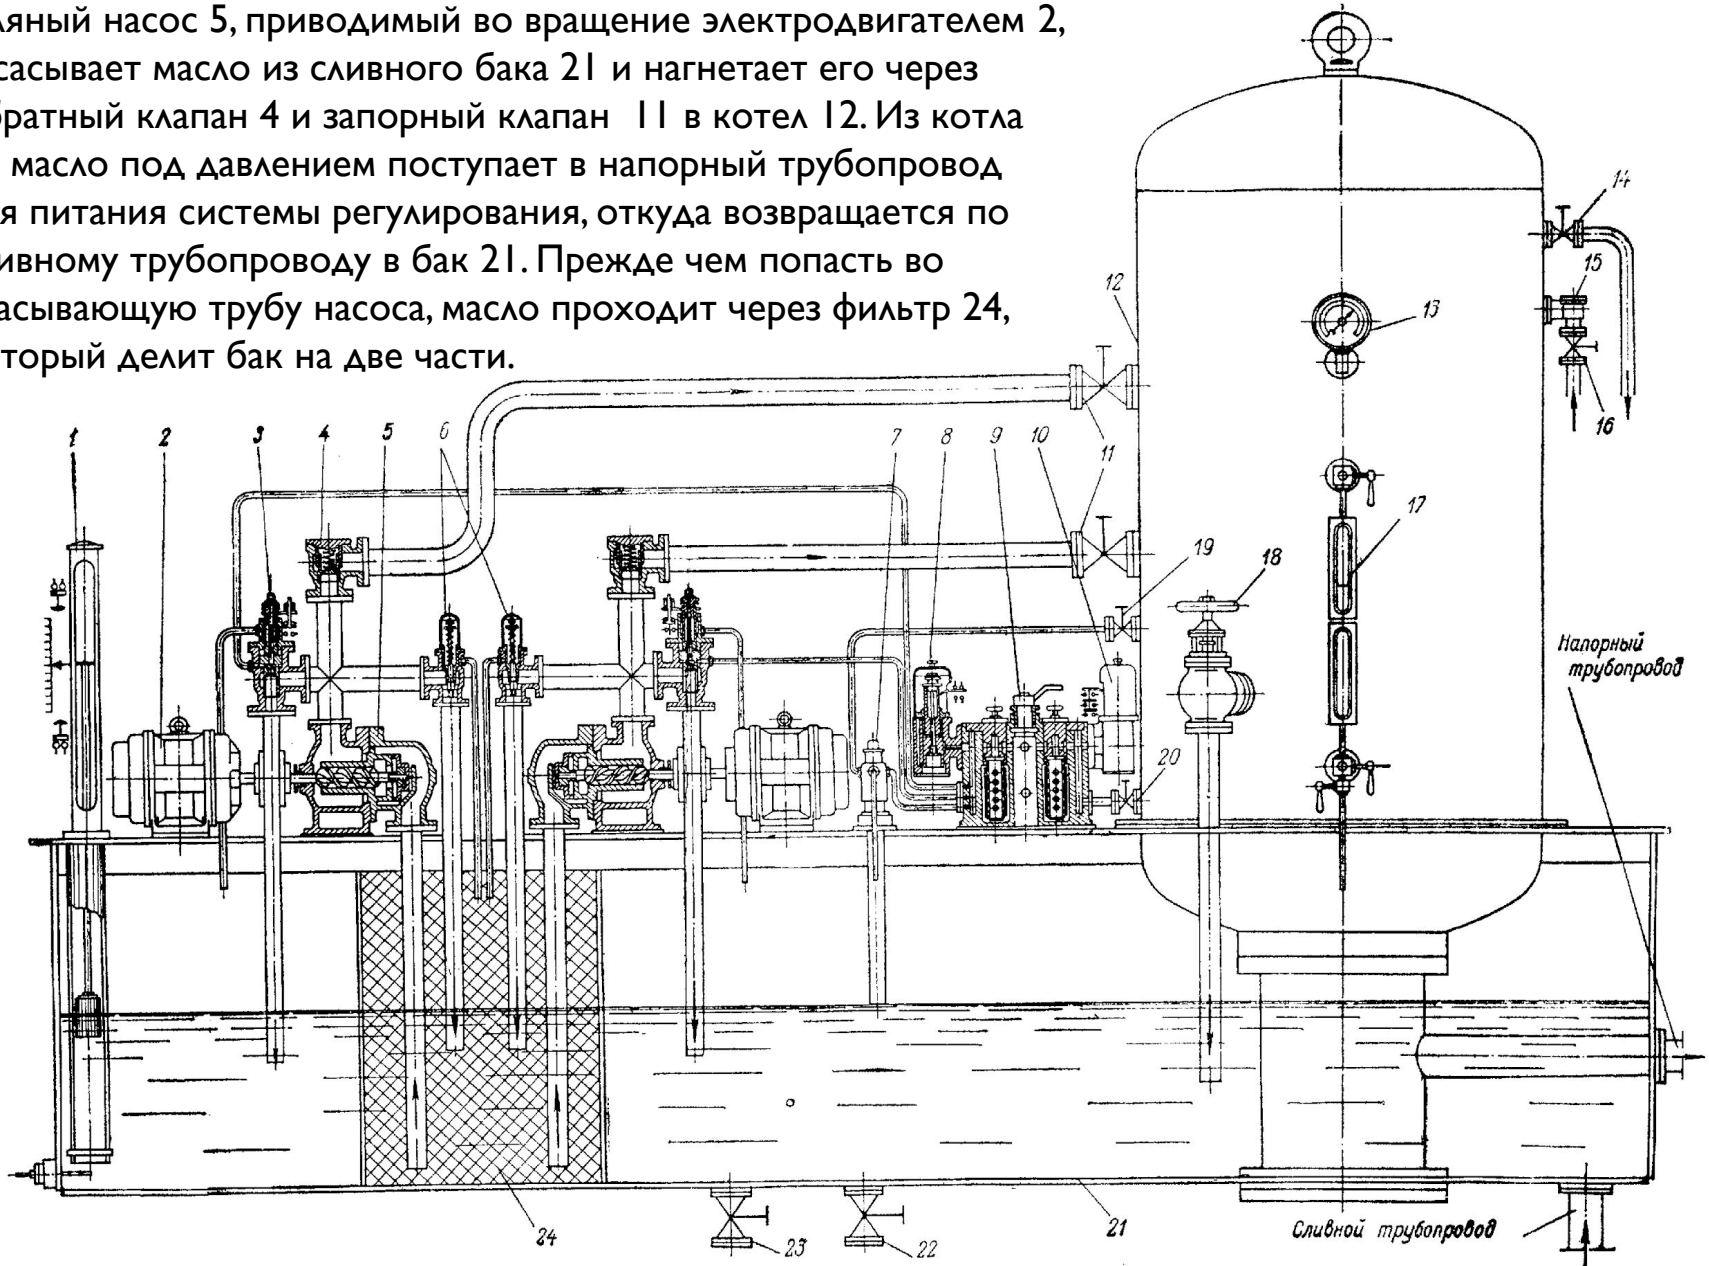 ляный насос 5, приводимый во вращение электродвигателем 2,
сасывает масло из сливного бака 21 и нагнетает его через
братный клапан 4 и запорный клапан 11 в котел 12. Из котла
масло под давлением поступает в напорный трубопровод
я питания системы регулирования, откуда возвращается по
ивному трубопроводу в бак 21. Прежде чем попасть во
асывающую трубу насоса, масло проходит через фильтр 24,
оторый делит бак на две части.
14
15
12
13
16
1 2 3 4 5 6 7 8 9 10 11
17
19
18
Напорный
трубопровод
20
24
23
22
21
Сливной трубопровод